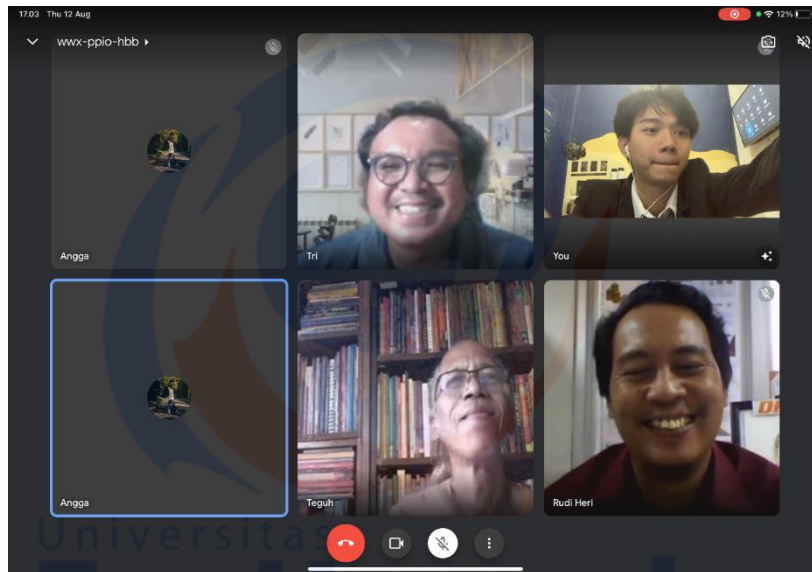 17.03 Thu 12 Aug
12%
wwx-ppio-hbb
Angga
Tri
You
Angga
Teguh
Rudi Heri
Universitas